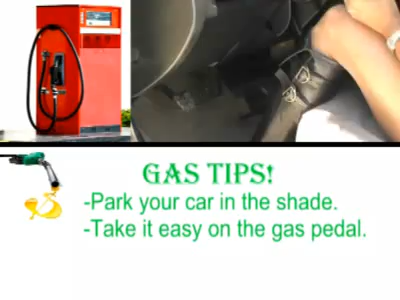 GAS TIPS!
-Park your car in the shade.
-Take it easy on the gas pedal.